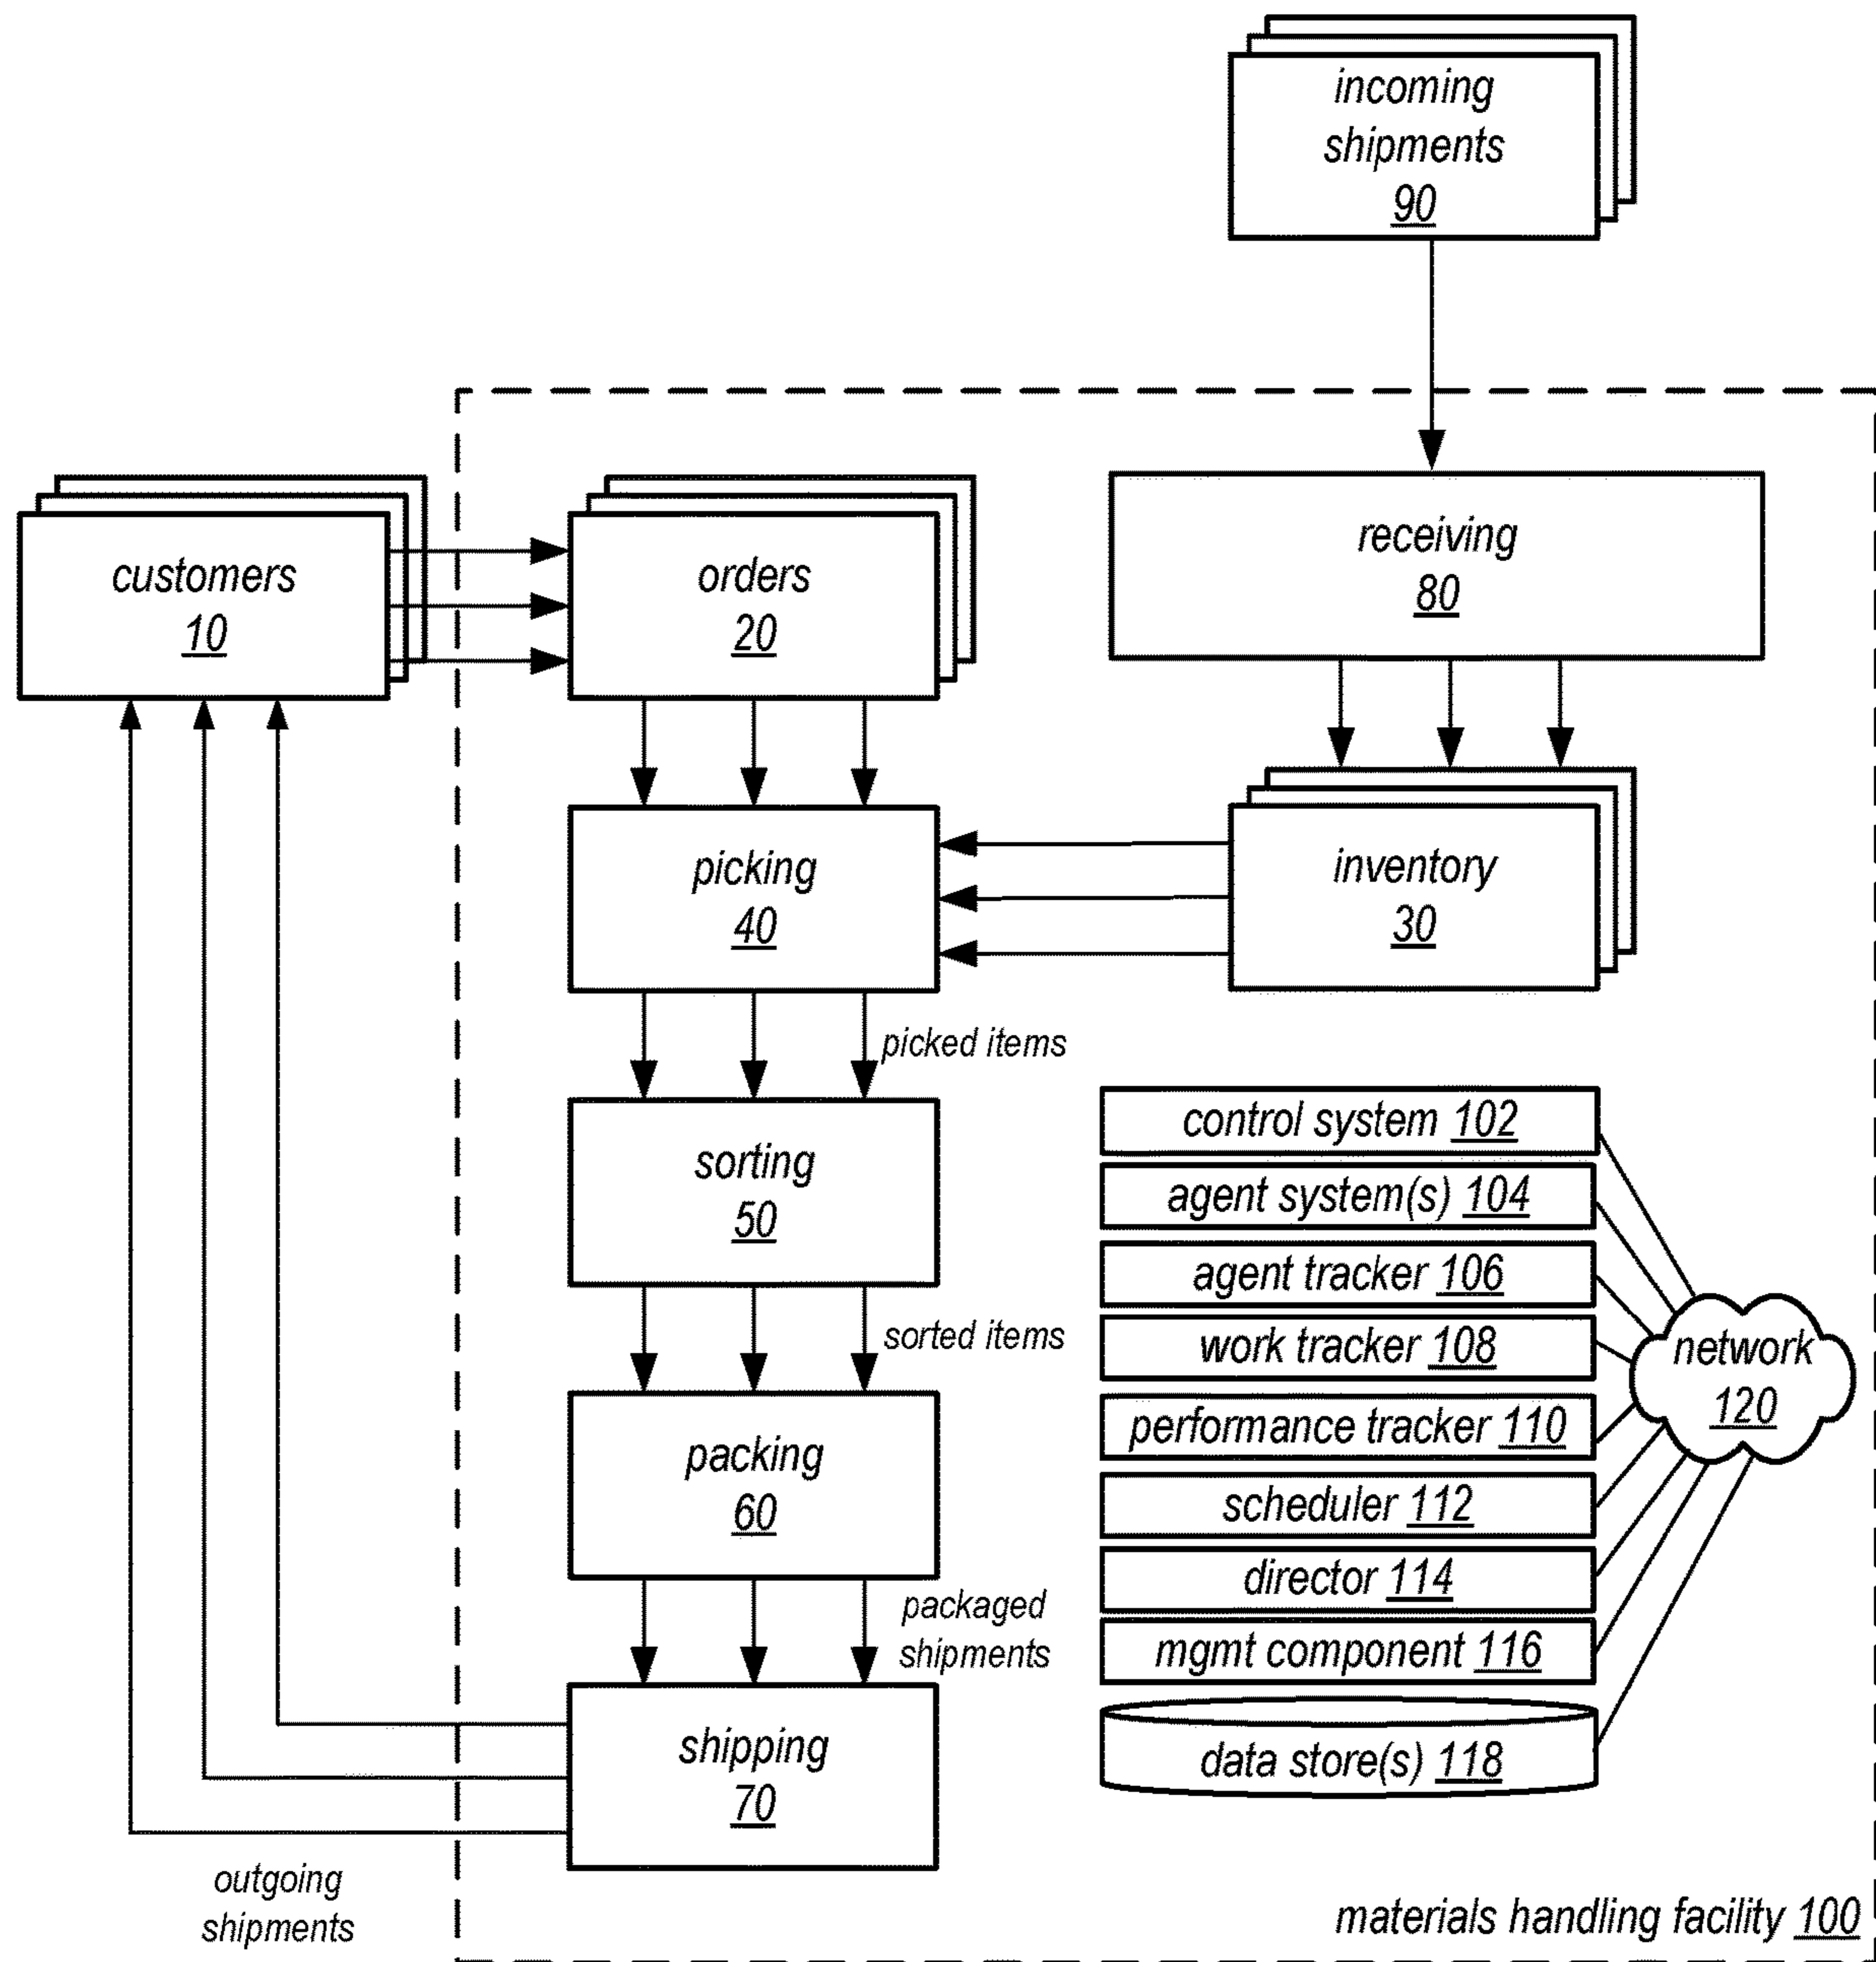 incoming
shipments
90
receiving
80
customers
10
orders
20
picking
40
inventory
30
picked items
sorting
50
sorted items
packing
60
packaged
shipments
shipping
70
outgoing
shipments
control system 102
agent system(s) 104
agent tracker 106
work tracker 108
performance tracker 110
scheduler 112
director 114
mgmt component 116
data store(s) 118
network
120
materials handling facility 100